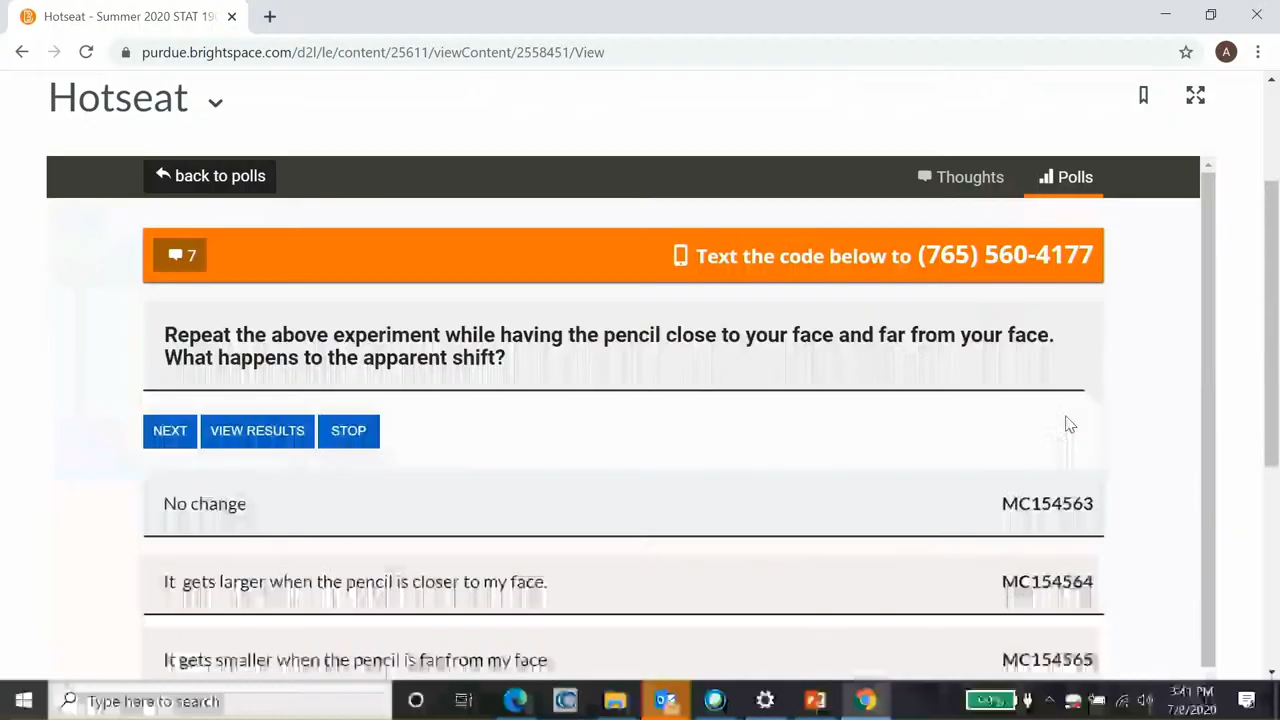 Hotseat - Summer 2020 STAT 190
purdue.brightspace.com/d2l/le/content/25611/viewContent/2558451/View
A
Hotseat
back to polls
Thoughts
Polls
7
Text the code below to (765) 560-4177
Repeat the above experiment while having the pencil close to your face and far from your face.
What happens to the apparent shift?
NEXT
VIEW RESULTS
STOP
No change
MC154563
It gets larger when the pencil is closer to my face.
MC154564
It gets smaller when the pencil is far from my face
MC154565
Type here to search
3:41 PM
7/8/2020